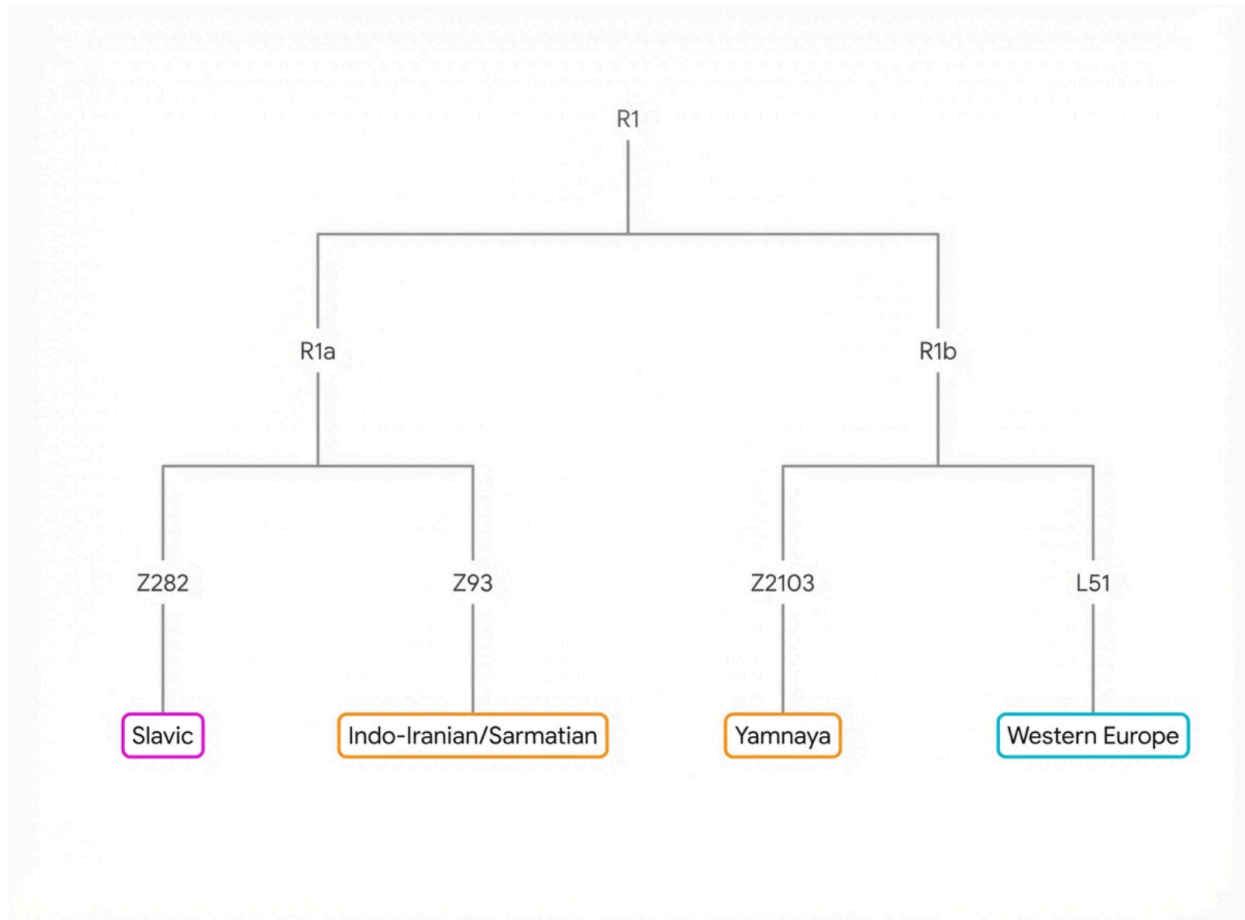 R1
R1a
R1b
Z282
Z93
Z2103
L51
Slavic
Indo-Iranian/Sarmatian
Yamnaya
Western Europe